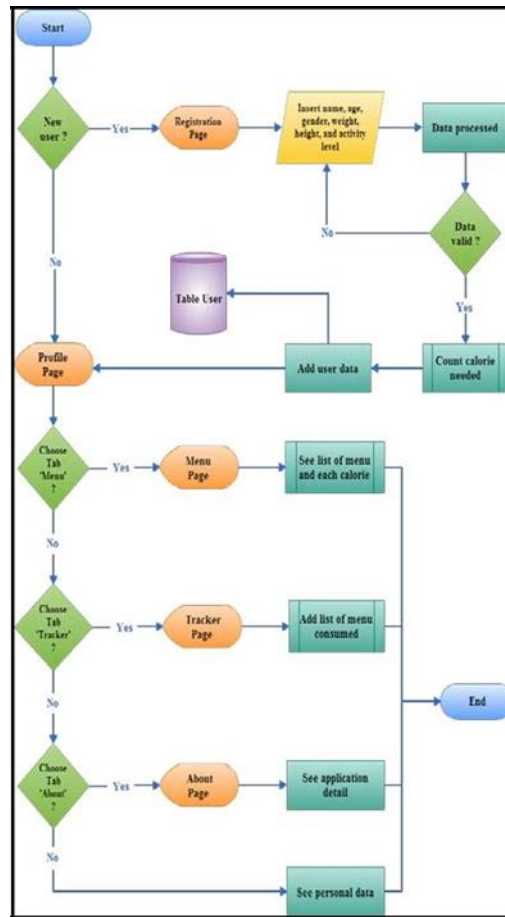 Start
New
user ?
Yes
Registration
Page
Insert name, age,
gender, weight,
height, and activity
level
Data processed
No
Data
valid ?
No
Yes
Table User
Profile
Page
Add user data
Count calorie
needed
Choose
Tab
'Menu'
?
Yes
Menu
Page
See list of menu
and each calorie
No
Choose
Tab
'Tracker'
?
Yes
Tracker
Page
Add list of menu
consumed
End
No
Choose
Tab
'About'
?
Yes
About
Page
See application
detail
No
See personal data